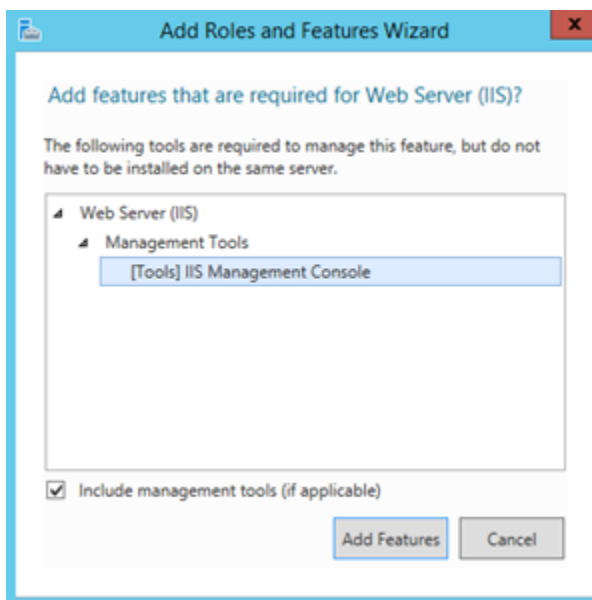 Add Roles and Features Wizard
x
Add features that are required for Web Server (IIS)?
The following tools are required to manage this feature, but do not
have to be installed on the same server.
Web Server (IIS)
Management Tools
[Tools] IIS Management Console
Include management tools (if applicable)
Add Features Cancel